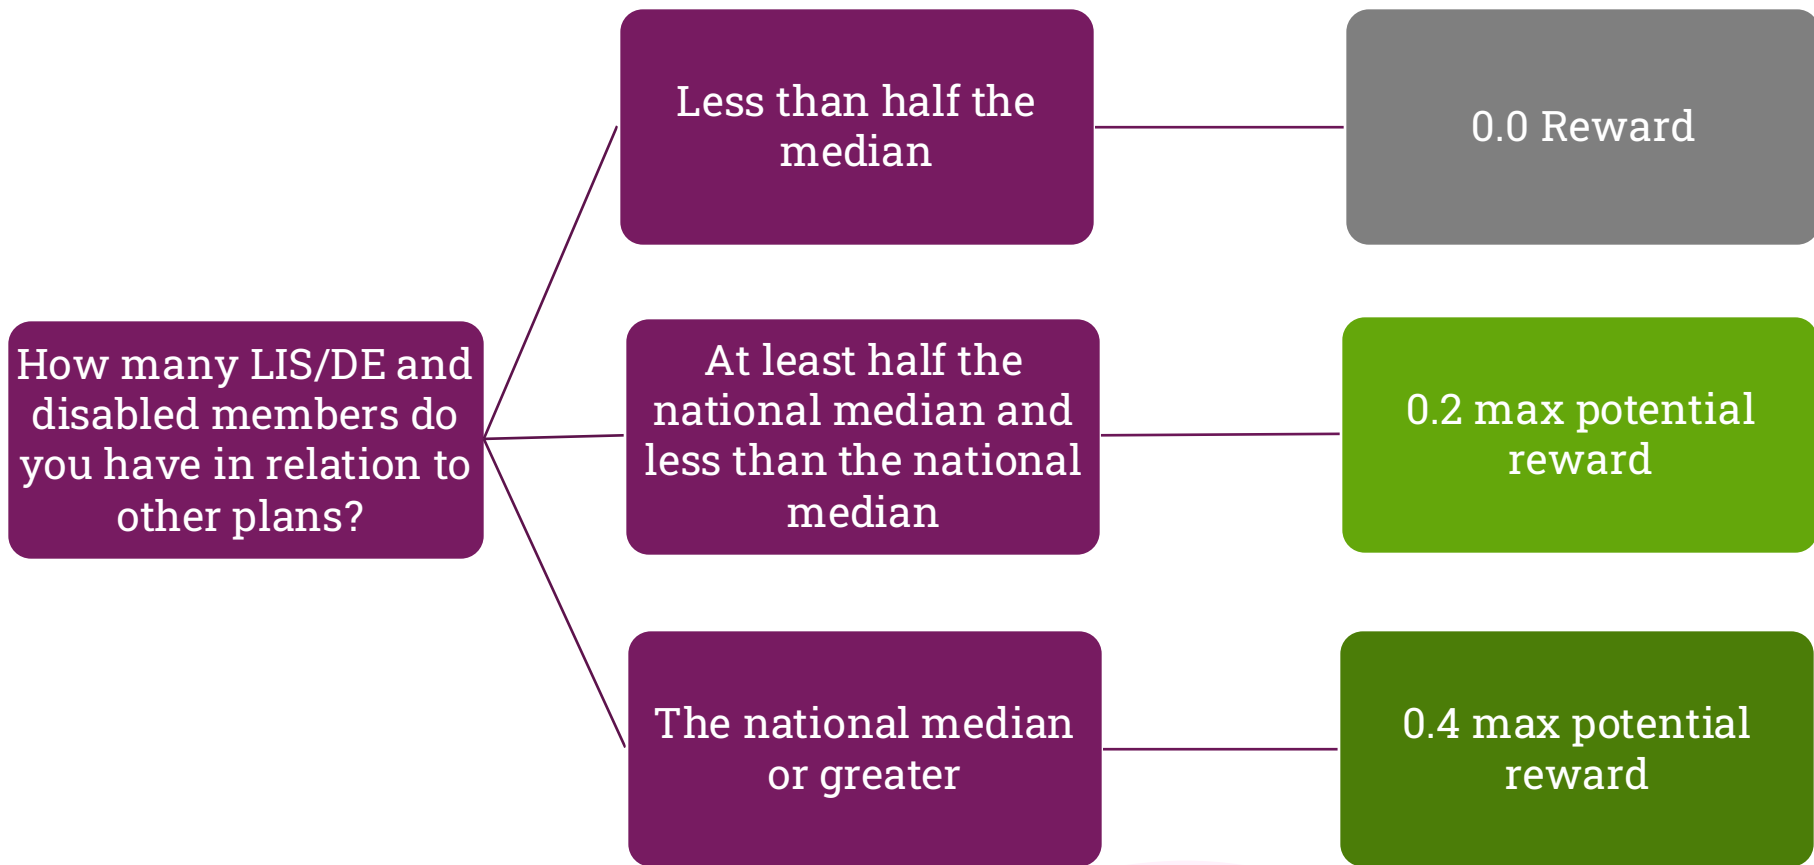 How many LIS/DE and
disabled members do
you have in relation to
other plans?
Less than half the
median
0.0 Reward
At least half the
national median and
less than the national
median
0.2 max potential
reward
The national median
or greater
0.4 max potential
reward